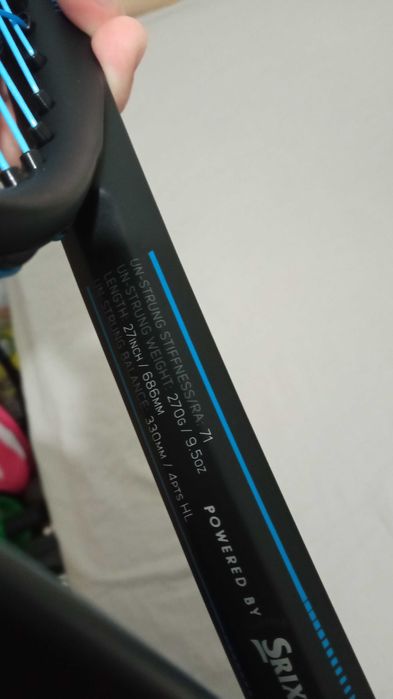 UN-STRUNG STIFFNESS/RA: 71
UN-STRUNG WEIGHT: 270G / 9.5OZ
LENGTH: 27INCH / 686MM
UN-STRUNG BALANCE: 330MM / 4PTS HL
POWERED BY
SRIX